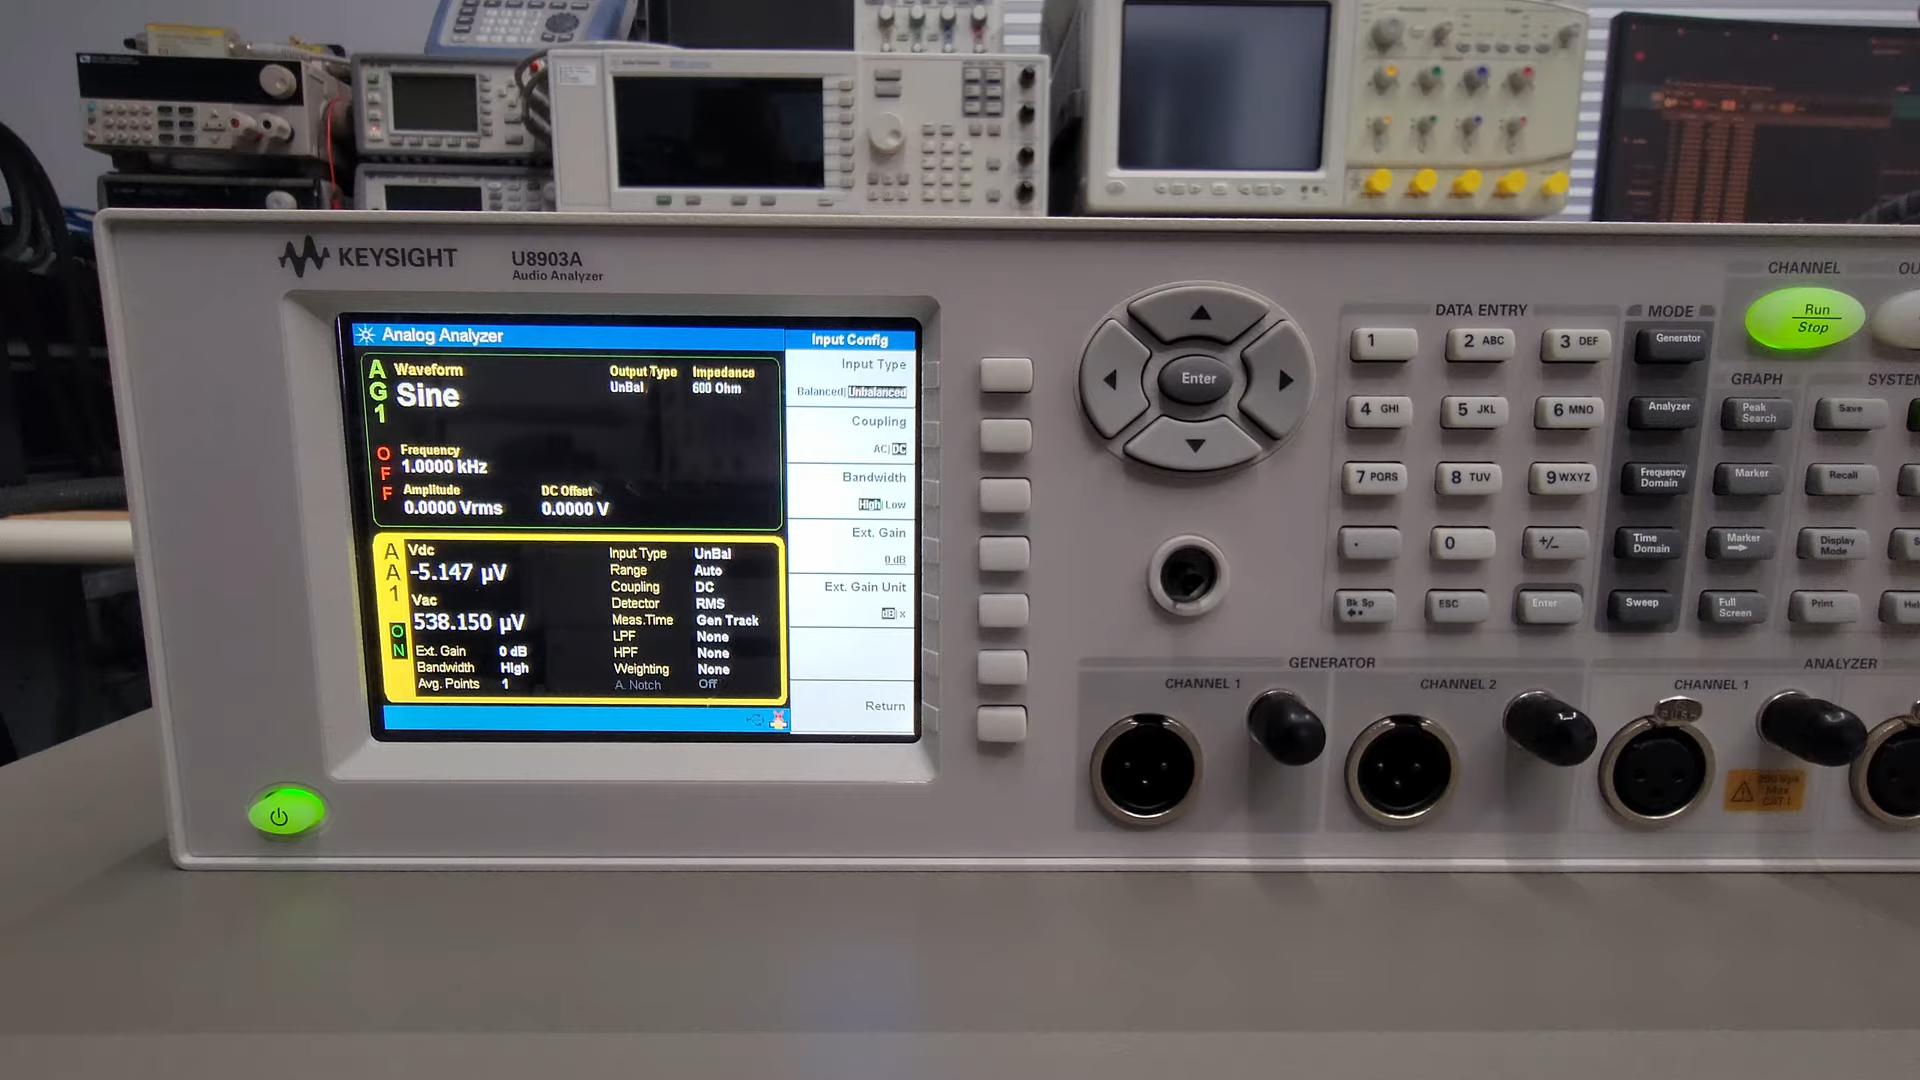 KEYSIGHT
U8903A
Audio Analyzer
Analog Analyzer
Input Config
AG1
OFF
Waveform
Sine
Output Type
UnBal
Impedance
600 Ohm
Frequency
1.0000 kHz
Amplitude
0.0000 Vrms
DC Offset
0.0000 V
AA1
ON
Vdc
-5.147 µV
Vac
538.150 µV
Ext. Gain 0 dB
Bandwidth High
Avg. Points 1
Input Type UnBal
Range Auto
Coupling DC
Detector RMS
Meas.Time Gen Track
LPF None
HPF None
Weighting None
A. Notch Off
Input Type
Balanced|Unbalanced
Coupling
AC|DC
Bandwidth
High|Low
Ext. Gain
0 dB
Ext. Gain Unit
dB|x
Return
Enter
DATA ENTRY
1
2 ABC
3 DEF
4 GHI
5 JKL
6 MNO
7 PQRS
8 TUV
9 WXYZ
.
0
+/-
Bk Sp
ESC
Enter
MODE
Generator
Analyzer
Frequency
Domain
Time
Domain
Sweep
CHANNEL
Run
Stop
GRAPH
Peak
Search
Marker
Marker
Full
Screen
Save
Recall
Display
Mode
Print
GENERATOR
CHANNEL 1
CHANNEL 2
ANALYZER
CHANNEL 1
PUSH
Max
CAT I